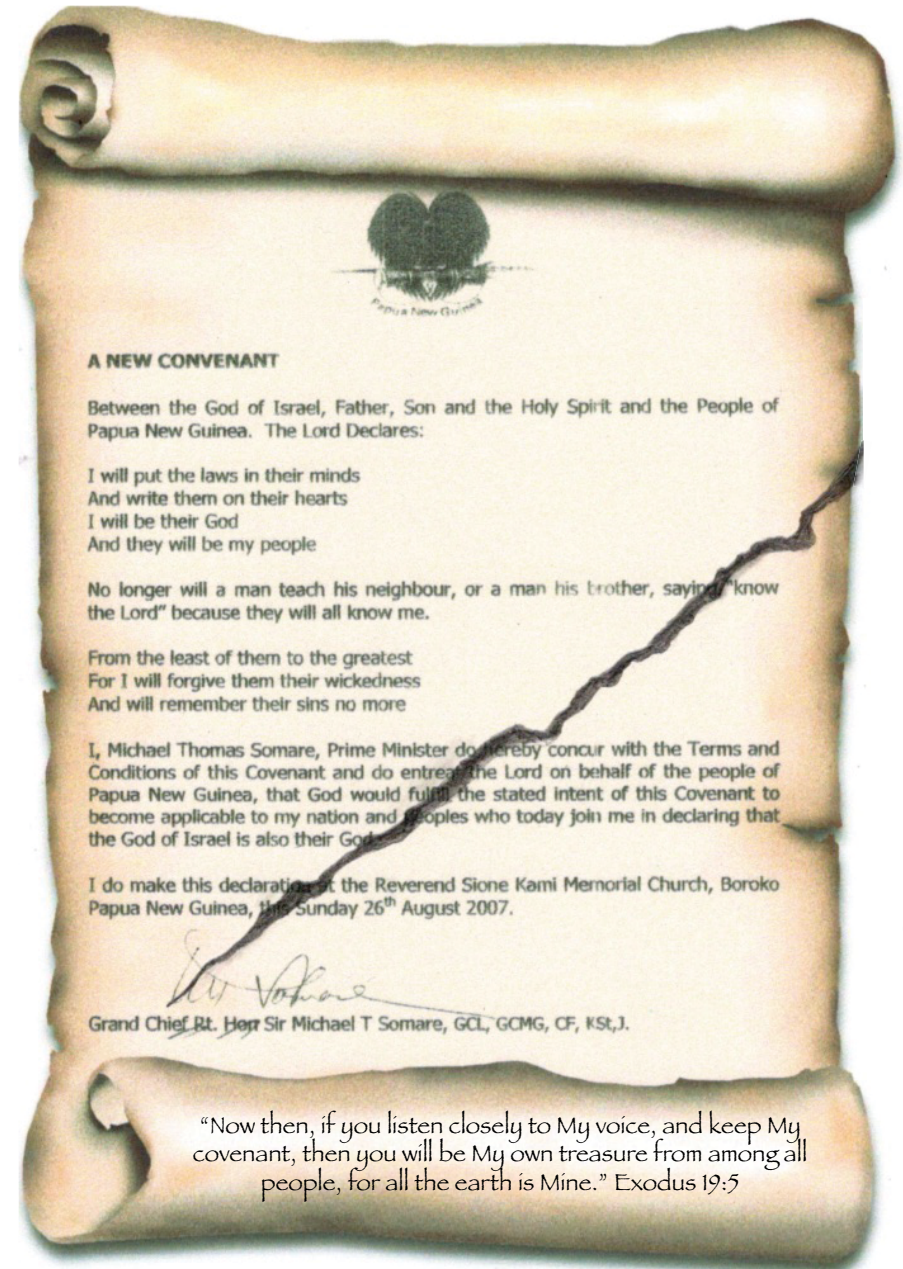 Papua New Guinea
A NEW CONVENANT
Between the God of Israel, Father, Son and the Holy Spirit and the People of
Papua New Guinea. The Lord Declares:
I will put the laws in their minds
And write them on their hearts
I will be their God
And they will be my people
No longer will a man teach his neighbour, or a man his brother, saying "know
the Lord" because they will all know me.
From the least of them to the greatest
For I will forgive them their wickedness
And will remember their sins no more
I, Michael Thomas Somare, Prime Minister do hereby concur with the Terms and
Conditions of this Covenant and do entreat the Lord on behalf of the people of
Papua New Guinea, that God would fulfill the stated intent of this Covenant to
become applicable to my nation and peoples who today join me in declaring that
the God of Israel is also their God
I do make this declaration at the Reverend Sione Kami Memorial Church, Boroko
Papua New Guinea, this Sunday 26th August 2007.
Grand Chief Rt. Hon Sir Michael T Somare, GCL, GCMG, CF, KSt,J.
“Now then, if you listen closely to My voice, and keep My
covenant, then you will be My own treasure from among all
people, for all the earth is Mine.” Exodus 19:5